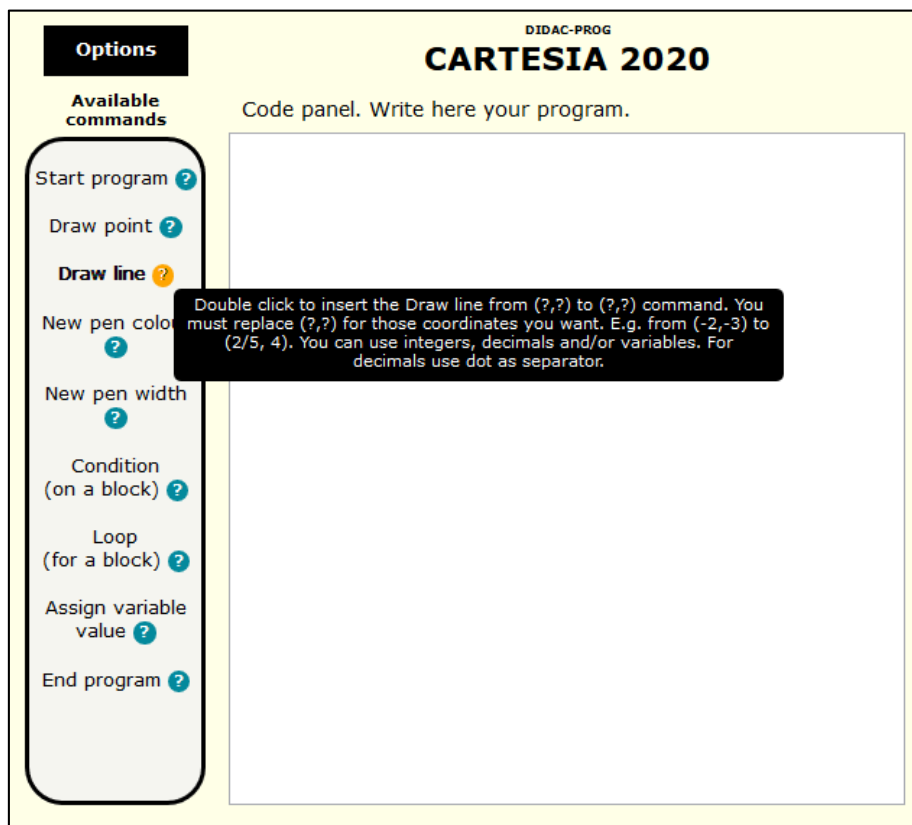 Options
DIDAC-PROG
CARTESIA 2020
Available
commands
Code panel. Write here your program.
Start program ?
Draw point ?
Draw line ?
Double click to insert the Draw line from (?,?) to (?,?) command. You
must replace (?,?) for those coordinates you want. E.g. from (-2,-3) to
(2/5, 4). You can use integers, decimals and/or variables. For
decimals use dot as separator.
New pen colou
?
New pen width
?
Condition
(on a block) ?
Loop
(for a block) ?
Assign variable
value ?
End program ?